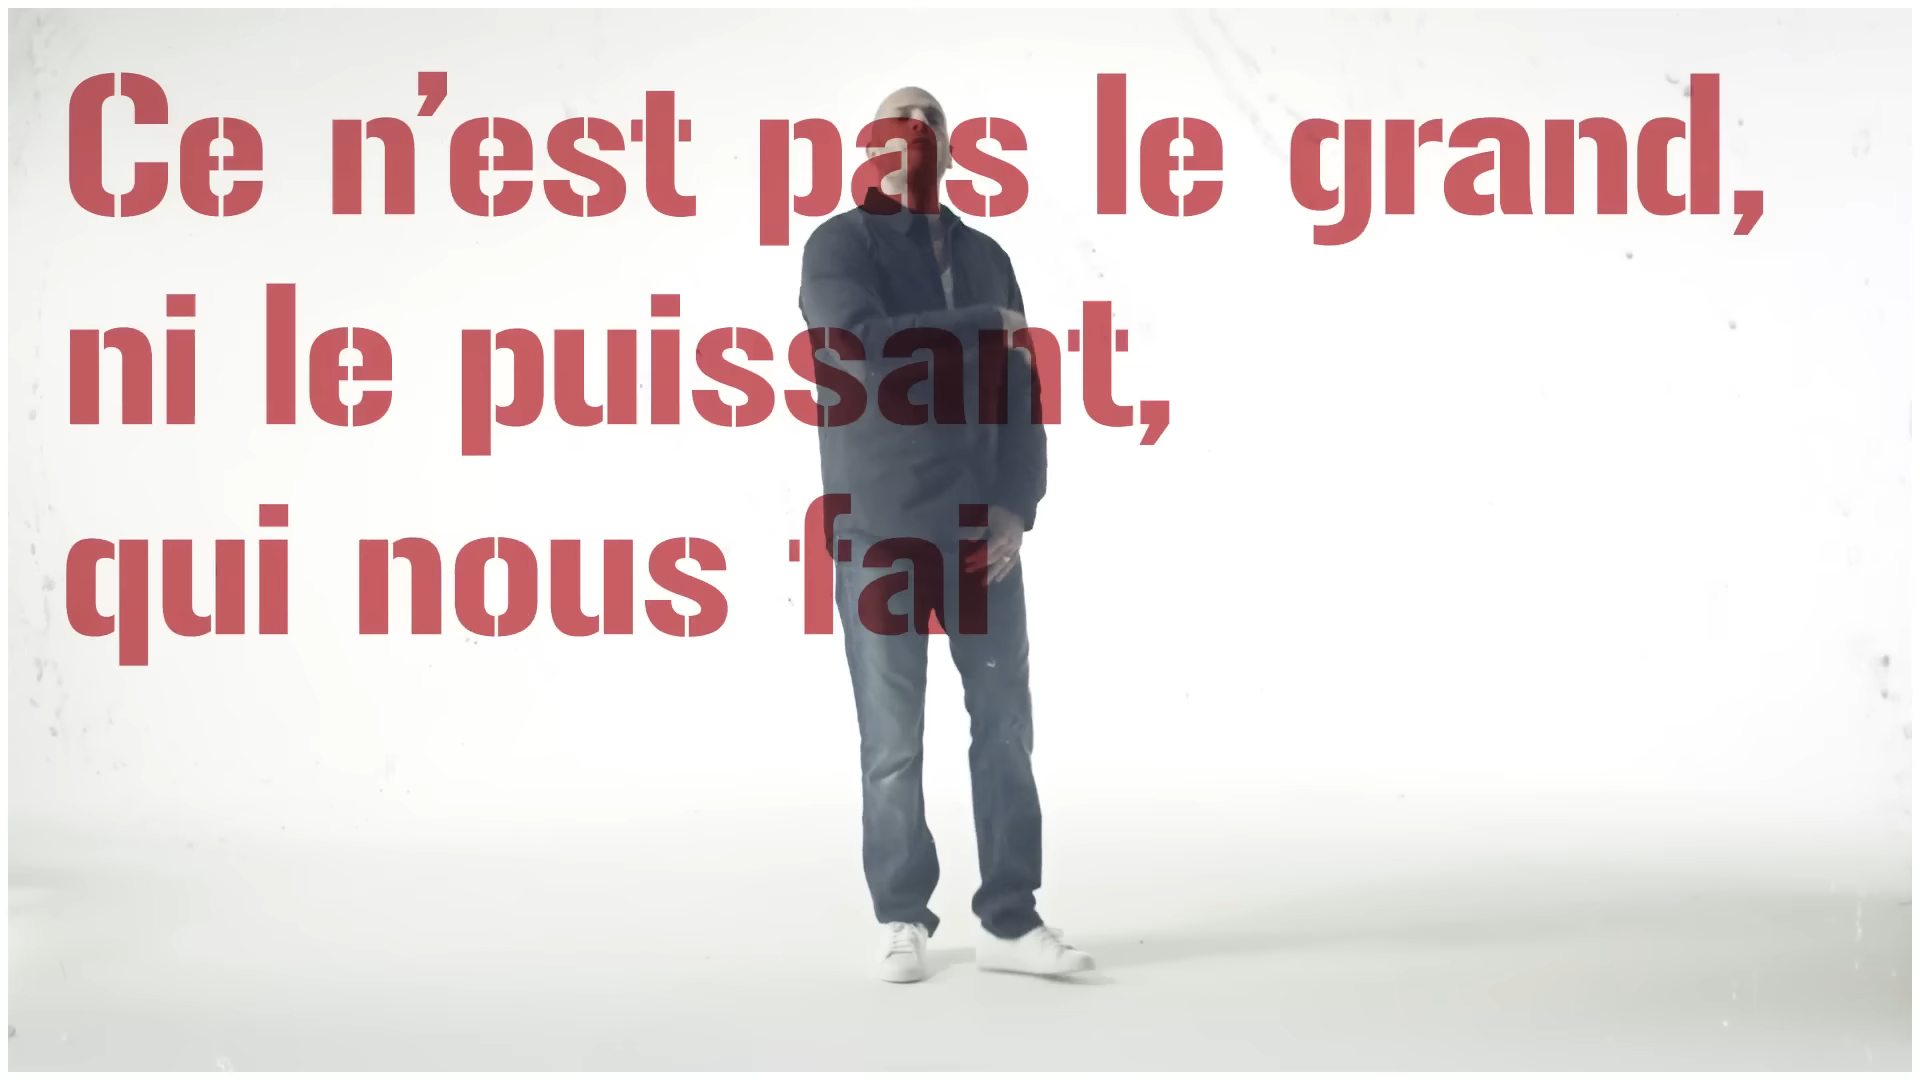 Ce n’est pas le grand,
ni le puissant,
qui nous fai